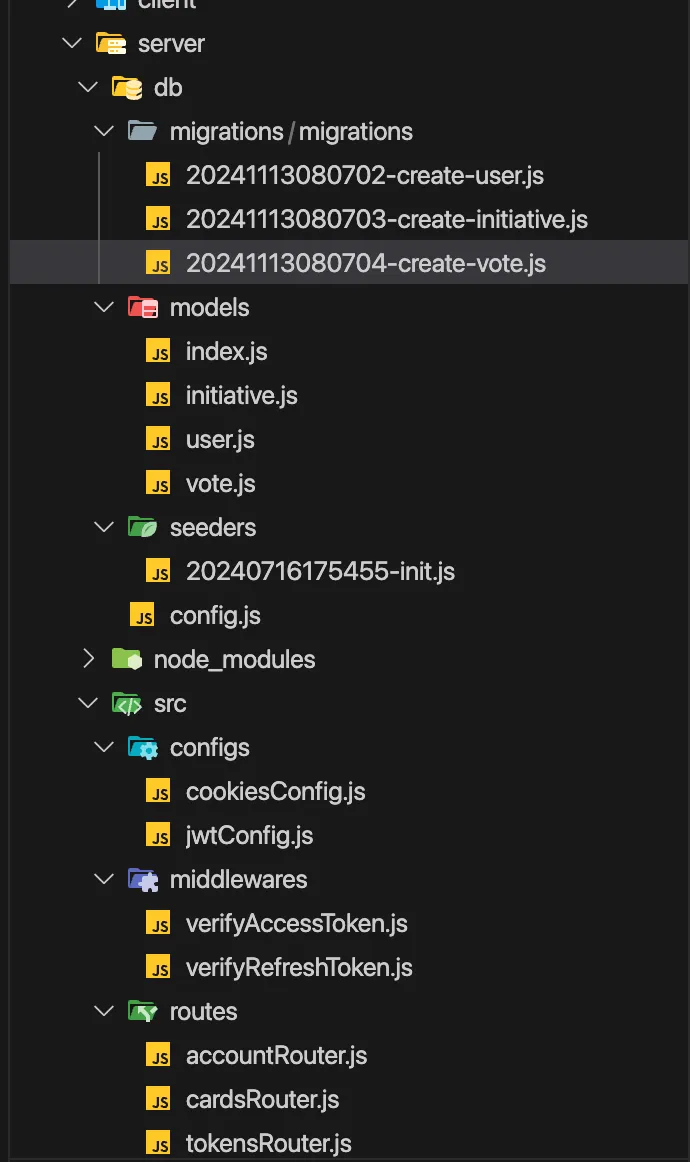 client
server
db
migrations/migrations
JS 20241113080702-create-user.js
JS 20241113080703-create-initiative.js
JS 20241113080704-create-vote.js
models
JS index.js
JS initiative.js
JS user.js
JS vote.js
seeders
JS 20240716175455-init.js
JS config.js
node_modules
src
configs
JS cookiesConfig.js
JS jwtConfig.js
middlewares
JS verifyAccessToken.js
JS verifyRefreshToken.js
routes
JS accountRouter.js
JS cardsRouter.js
JS tokensRouter.js